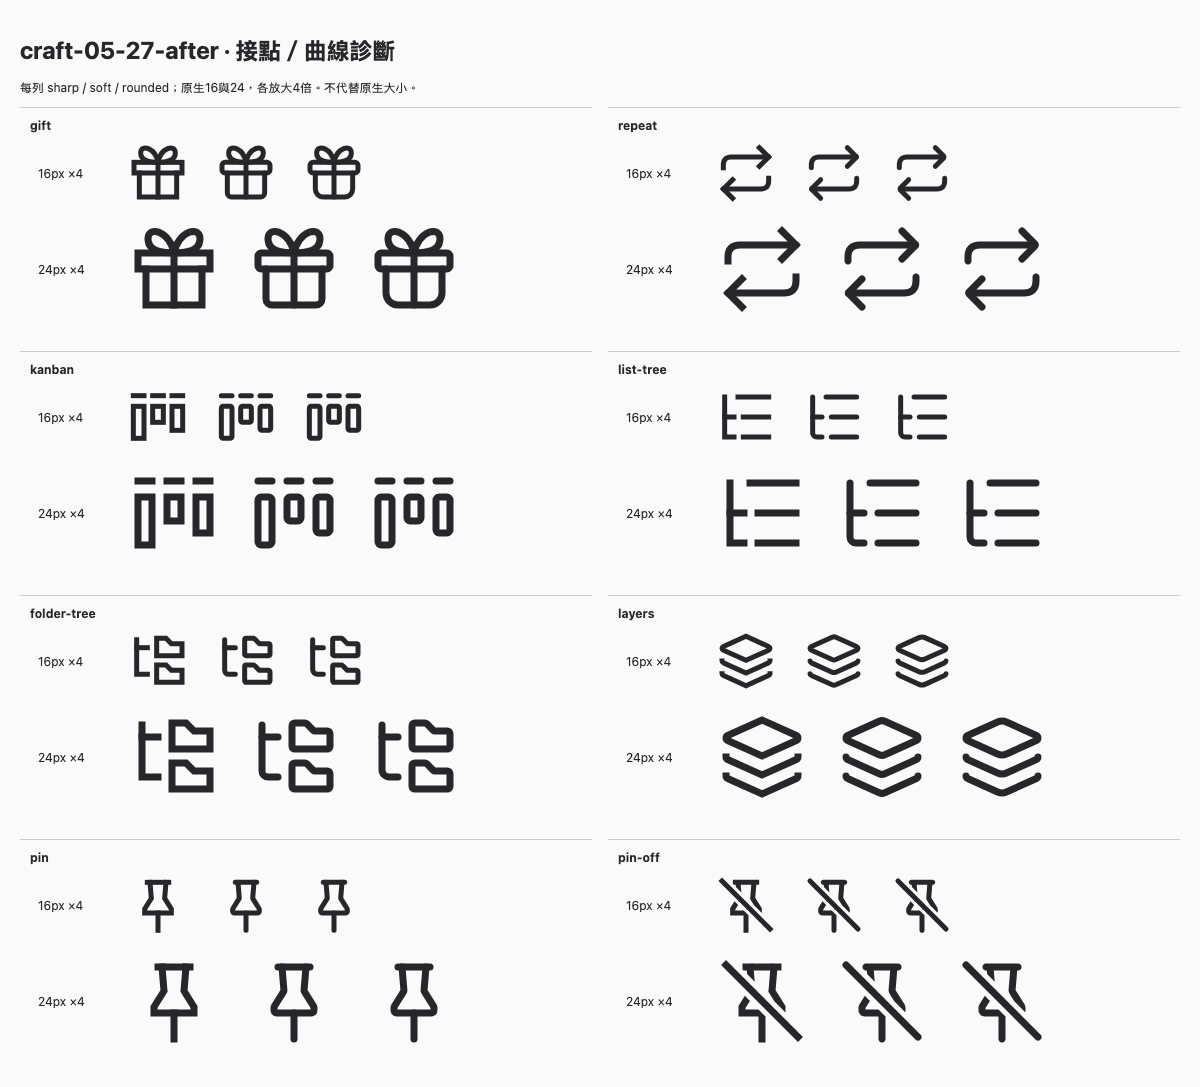 craft-05-27-after · 接點 / 曲線診斷
每列 sharp / soft / rounded；原生16與24，各放大4倍。不代替原生大小。
gift
16px ×4
24px ×4
repeat
16px ×4
24px ×4
kanban
16px ×4
24px ×4
list-tree
16px ×4
24px ×4
folder-tree
16px ×4
24px ×4
layers
16px ×4
24px ×4
pin
16px ×4
24px ×4
pin-off
16px ×4
24px ×4